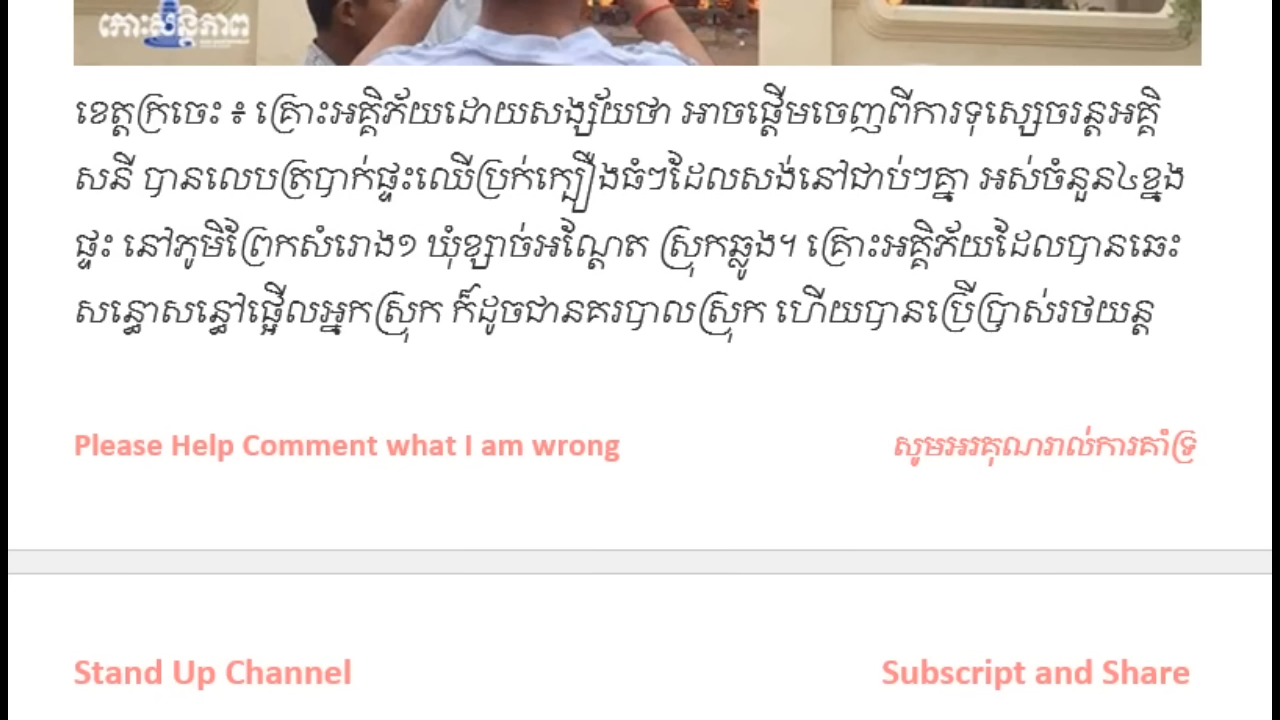 កោះសន្តិភាព
ខេត្តក្រចេះ ៖ គ្រោះអគ្គិភ័យដោយសង្ស័យថា អាចផ្ដើមចេញពីការទុស្សេចរន្តអគ្គិ
សនី បានលេបត្របាក់ផ្ទះឈើប្រក់ក្បឿងធំៗដែលសង់នៅជាប់ៗគ្នា អស់ចំនួន៤ខ្នង
ផ្ទះ នៅភូមិព្រែកសំរោង១ ឃុំខ្សាច់អណ្ដែត ស្រុកឆ្លូង។ គ្រោះអគ្គិភ័យដែលបានឆេះ
សន្ធោសន្ធៅផ្អើលអ្នកស្រុក ក៏ដូចជានគរបាលស្រុក ហើយបានប្រើប្រាស់រថយន្ត
Please Help Comment what I am wrong
សូមអរគុណរាល់ការគាំទ្រ
Stand Up Channel
Subscript and Share